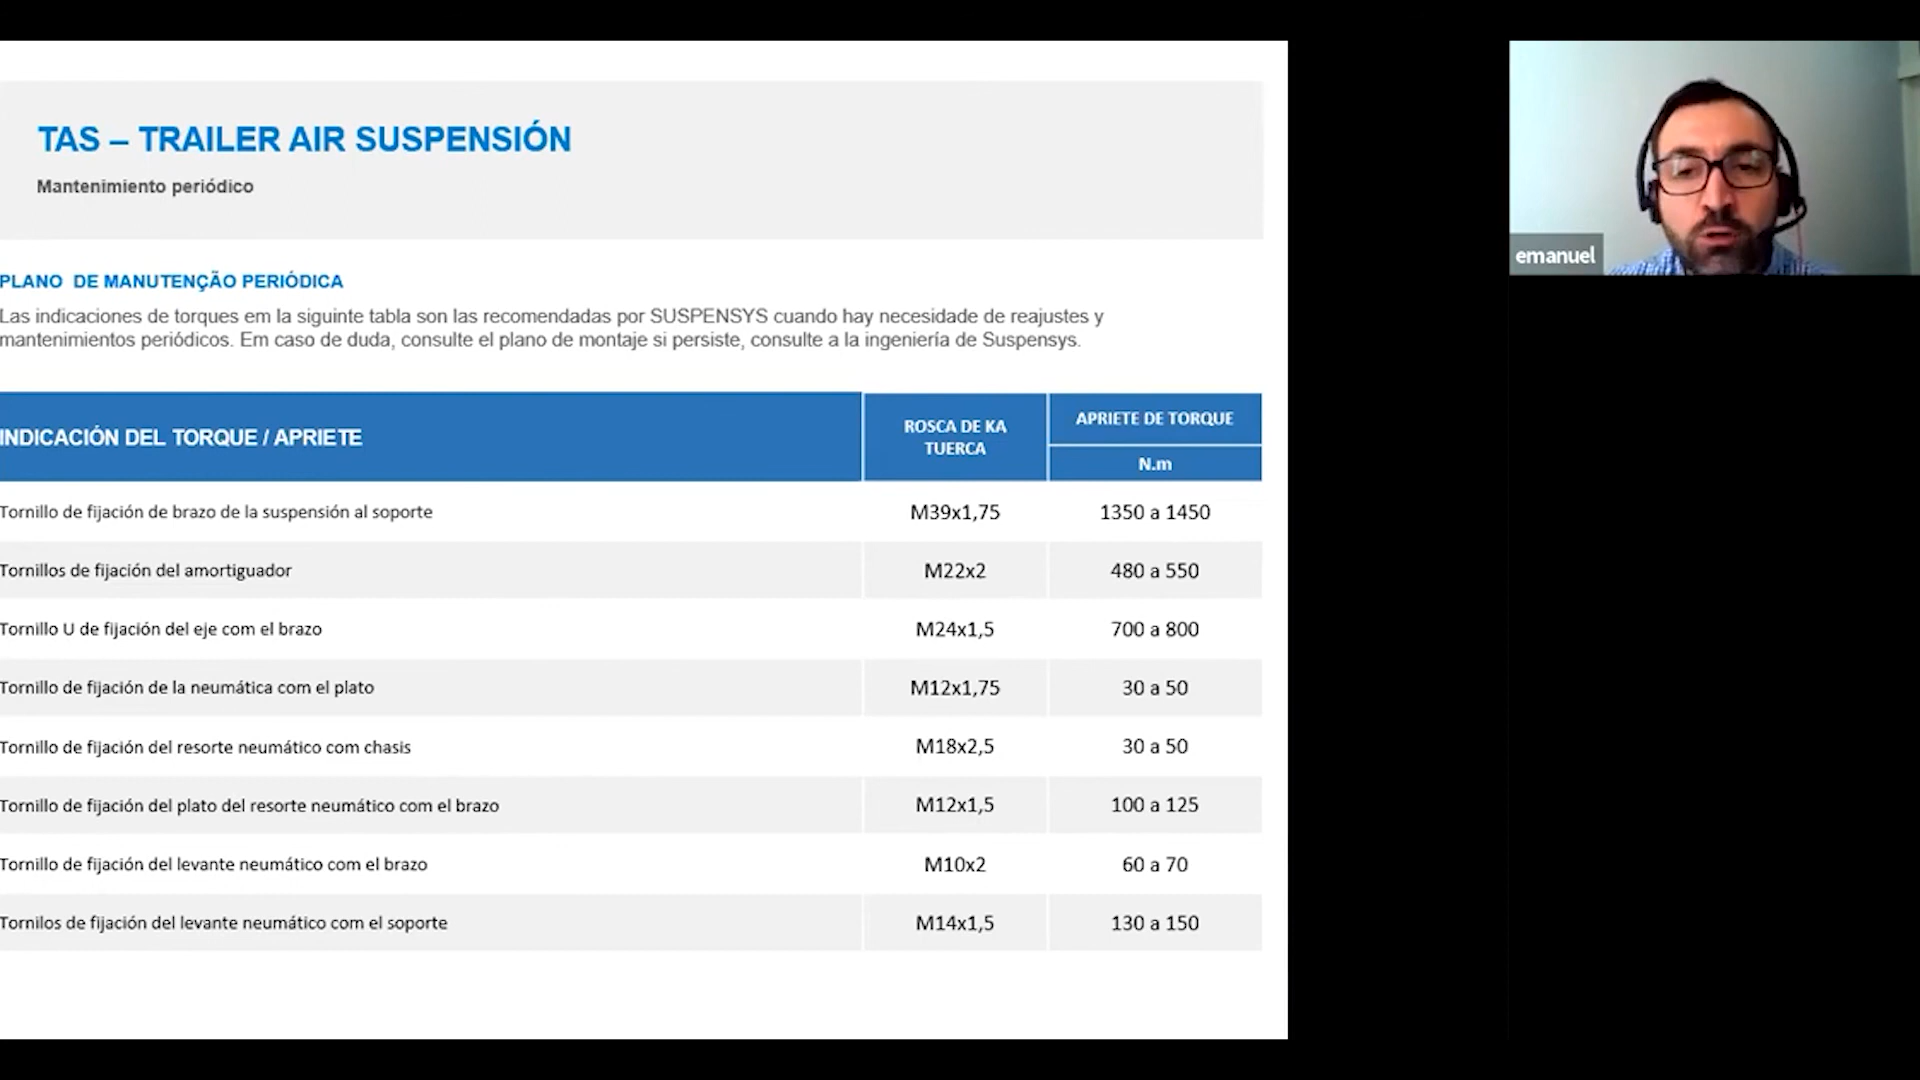 TAS – TRAILER AIR SUSPENSIÓN
Mantenimiento periódico
PLANO DE MANUTENÇÃO PERIÓDICA
Las indicaciones de torques em la siguinte tabla son las recomendadas por SUSPENSYS cuando hay necesidade de reajustes y
mantenimientos periódicos. Em caso de duda, consulte el plano de montaje si persiste, consulte a la ingeniería de Suspensys.
INDICACIÓN DEL TORQUE / APRIETE
ROSCA DE KA
TUERCA
APRIETE DE TORQUE
N.m
Tornillo de fijación de brazo de la suspensión al soporte M39x1,75 1350 a 1450
Tornillos de fijación del amortiguador M22x2 480 a 550
Tornillo U de fijación del eje com el brazo M24x1,5 700 a 800
Tornillo de fijación de la neumática com el plato M12x1,75 30 a 50
Tornillo de fijación del resorte neumático com chasis M18x2,5 30 a 50
Tornillo de fijación del plato del resorte neumático com el brazo M12x1,5 100 a 125
Tornillo de fijación del levante neumático com el brazo M10x2 60 a 70
Tornilos de fijación del levante neumático com el soporte M14x1,5 130 a 150
emanuel